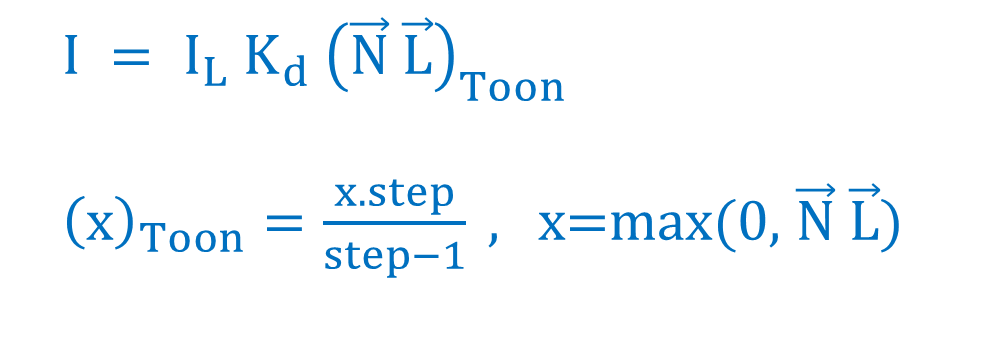 I = I_L K_d (N⃗ L⃗)_Toon
(x)_Toon = x.step / step−1 , x=max(0, N⃗ L⃗)